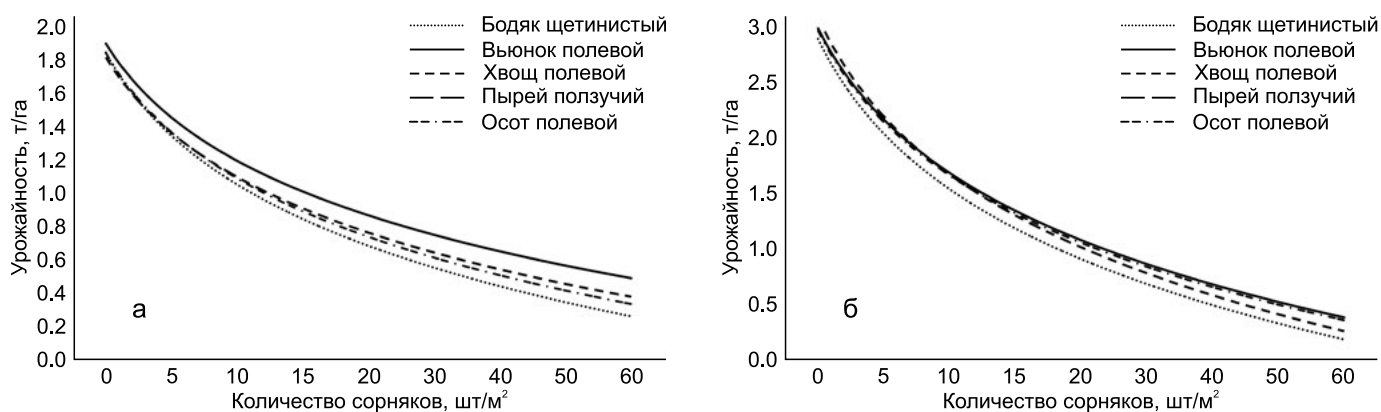 Урожайность, т/га
2.0
1.8
1.6
1.4
1.2
1.0
0.8
0.6
0.4
0.2
0.0
Бодяк щетинистый
Вьюнок полевой
Хвощ полевой
Пырей ползучий
Осот полевой
а
0 5 10 15 20 30 40 50 60
Количество сорняков, шт/м²
Урожайность, т/га
3.0
2.5
2.0
1.5
1.0
0.5
0.0
Бодяк щетинистый
Вьюнок полевой
Хвощ полевой
Пырей ползучий
Осот полевой
б
0 5 10 15 20 30 40 50 60
Количество сорняков, шт/м²